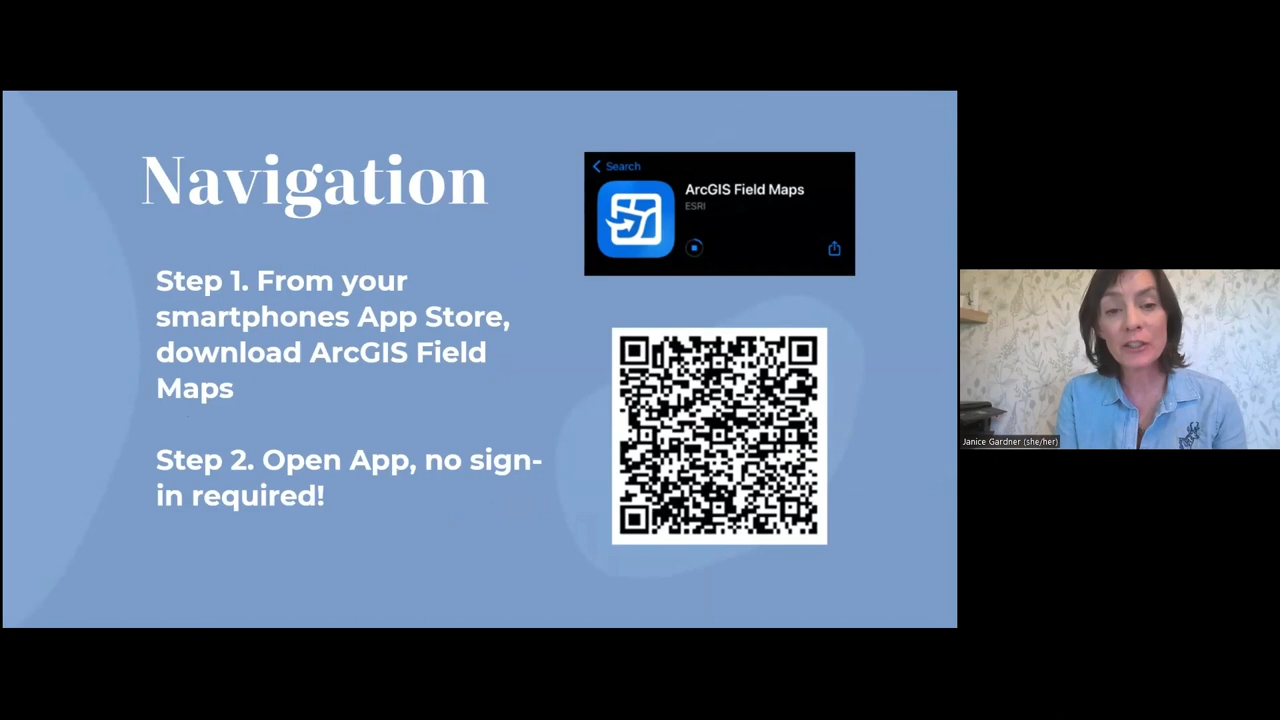 Navigation
Step 1. From your
smartphones App Store,
download ArcGIS Field
Maps
Step 2. Open App, no sign-
in required!
Search
ArcGIS Field Maps
ESRI
Janice Gardner (she/her)